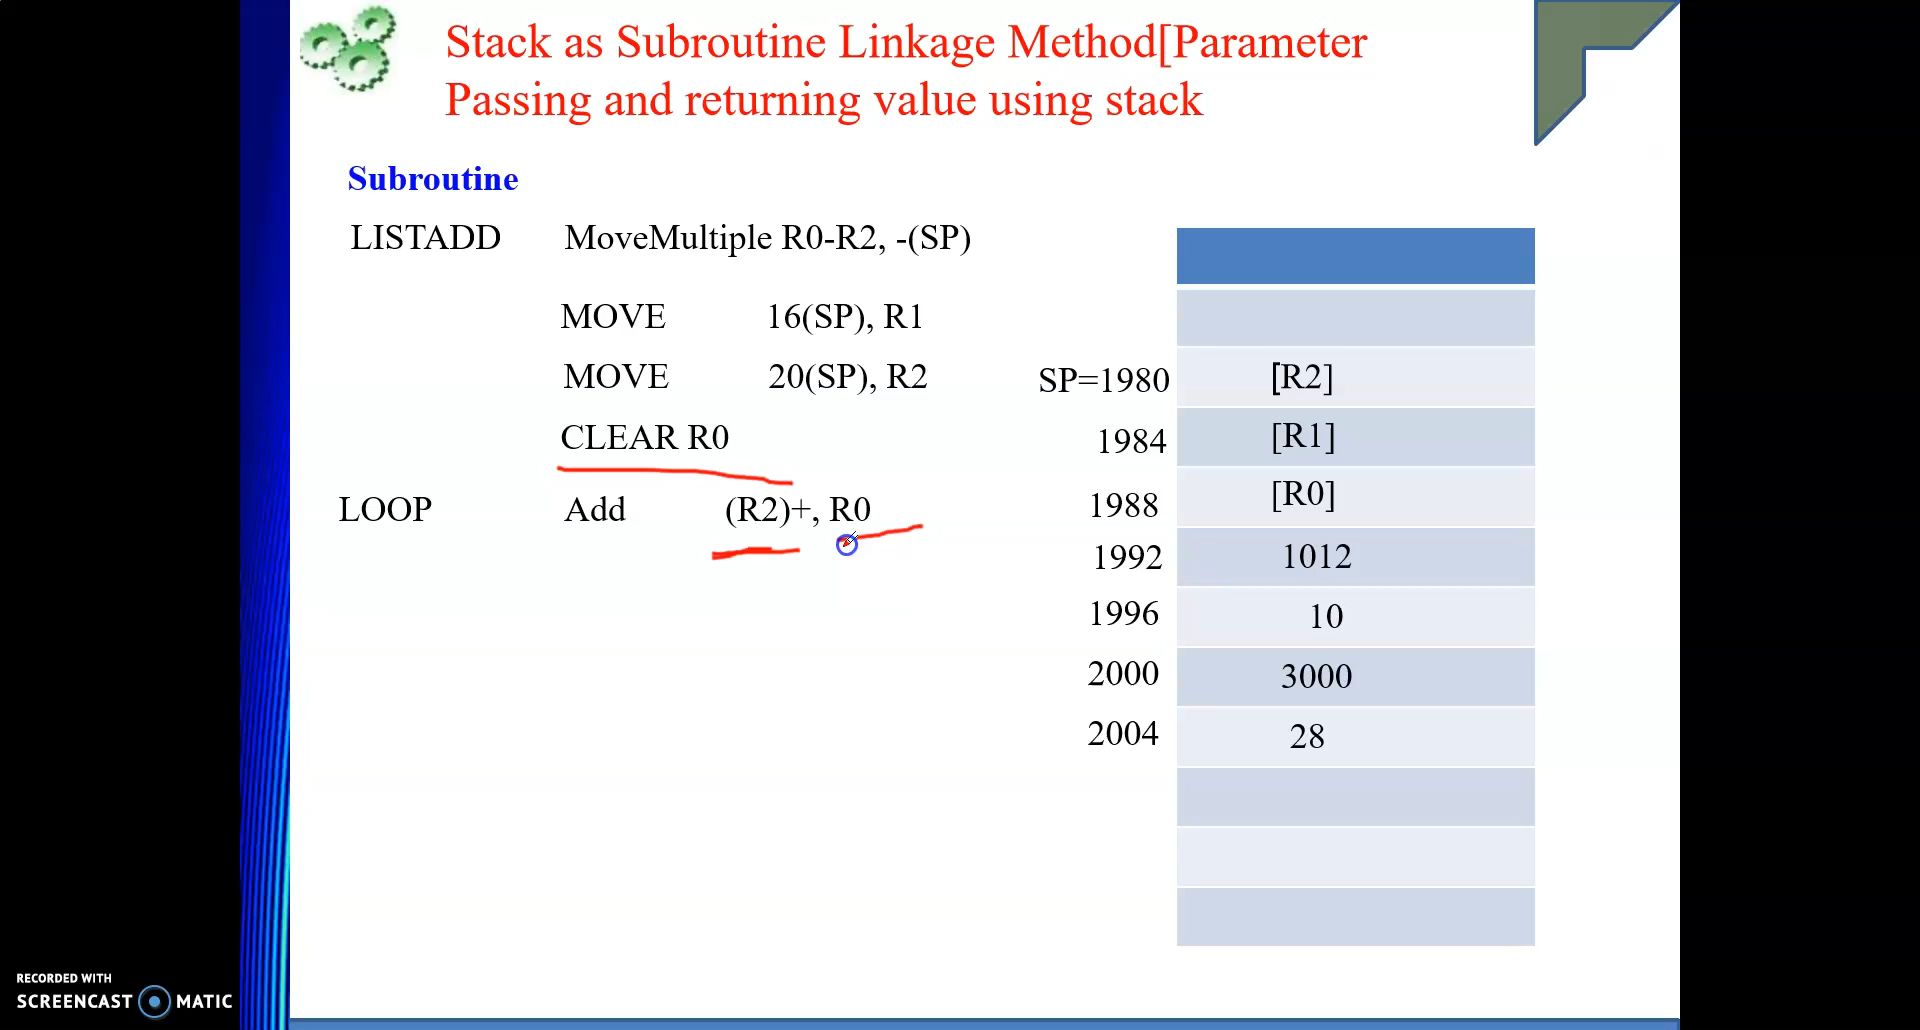 Stack as Subroutine Linkage Method[Parameter
Passing and returning value using stack
Subroutine
LISTADD MoveMultiple R0-R2, -(SP)
MOVE 16(SP), R1
MOVE 20(SP), R2
CLEAR R0
LOOP Add (R2)+, R0
SP=1980 [R2]
1984 [R1]
1988 [R0]
1992 1012
1996 10
2000 3000
2004 28
RECORDED WITH
SCREENCAST MATIC